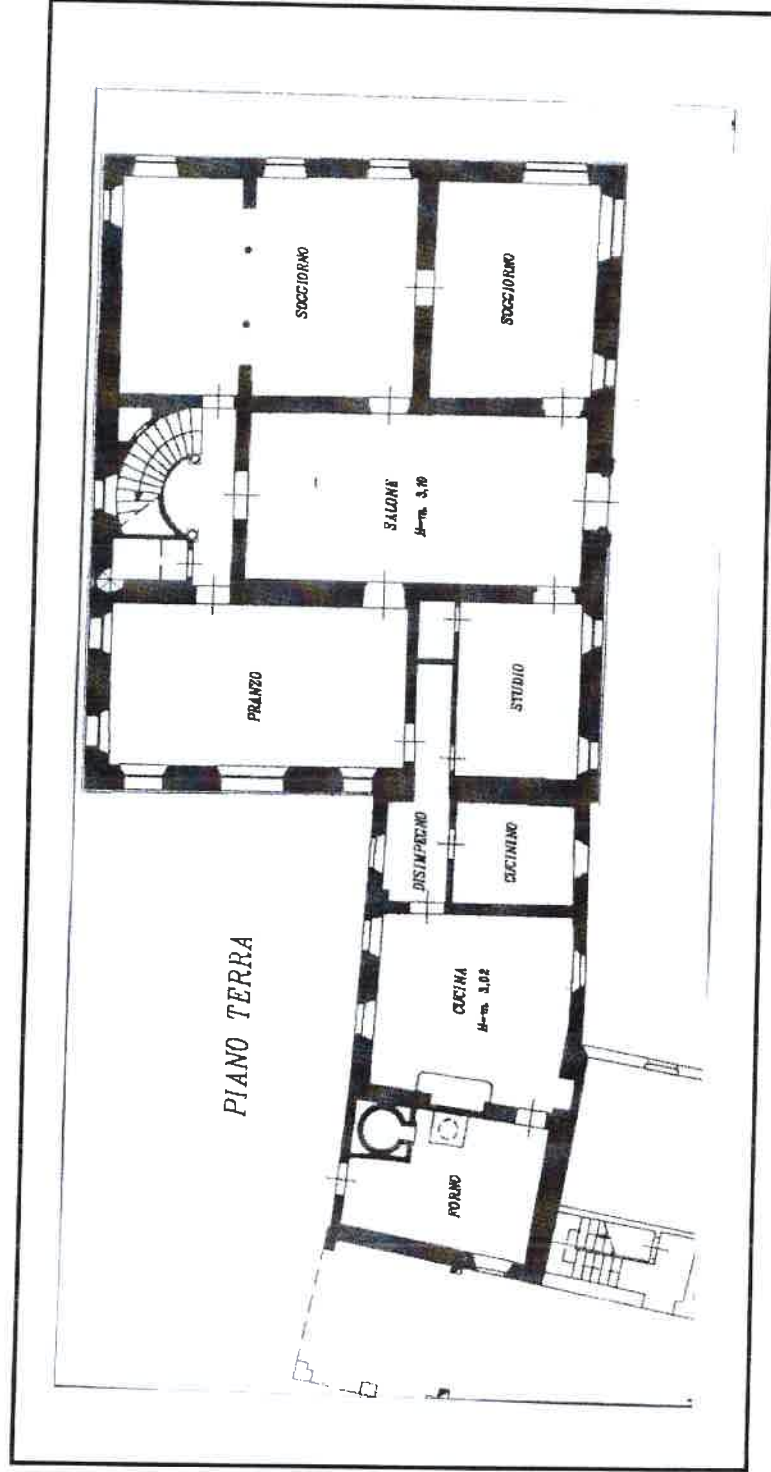 PIANO TERRA
FORNO
CUCINA
H=m. 3,02
CUCININO
DISIMPEGNO
STUDIO
PRANZO
SALONE
H=m. 3,10
SOGGIORNO
SOGGIORNO